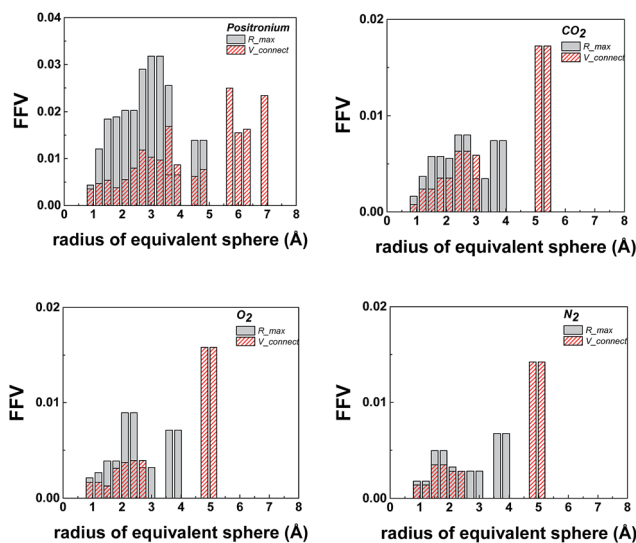 Positronium
R_max
V_connect
FFV
0.04
0.03
0.02
0.01
0.00
0 1 2 3 4 5 6 7 8
radius of equivalent sphere (Å)
CO2
R_max
V_connect
FFV
0.02
0.01
0.00
0 1 2 3 4 5 6 7 8
radius of equivalent sphere (Å)
O2
R_max
V_connect
FFV
0.02
0.01
0.00
0 1 2 3 4 5 6 7 8
radius of equivalent sphere (Å)
N2
R_max
V_connect
FFV
0.02
0.01
0.00
0 1 2 3 4 5 6 7 8
radius of equivalent sphere (Å)